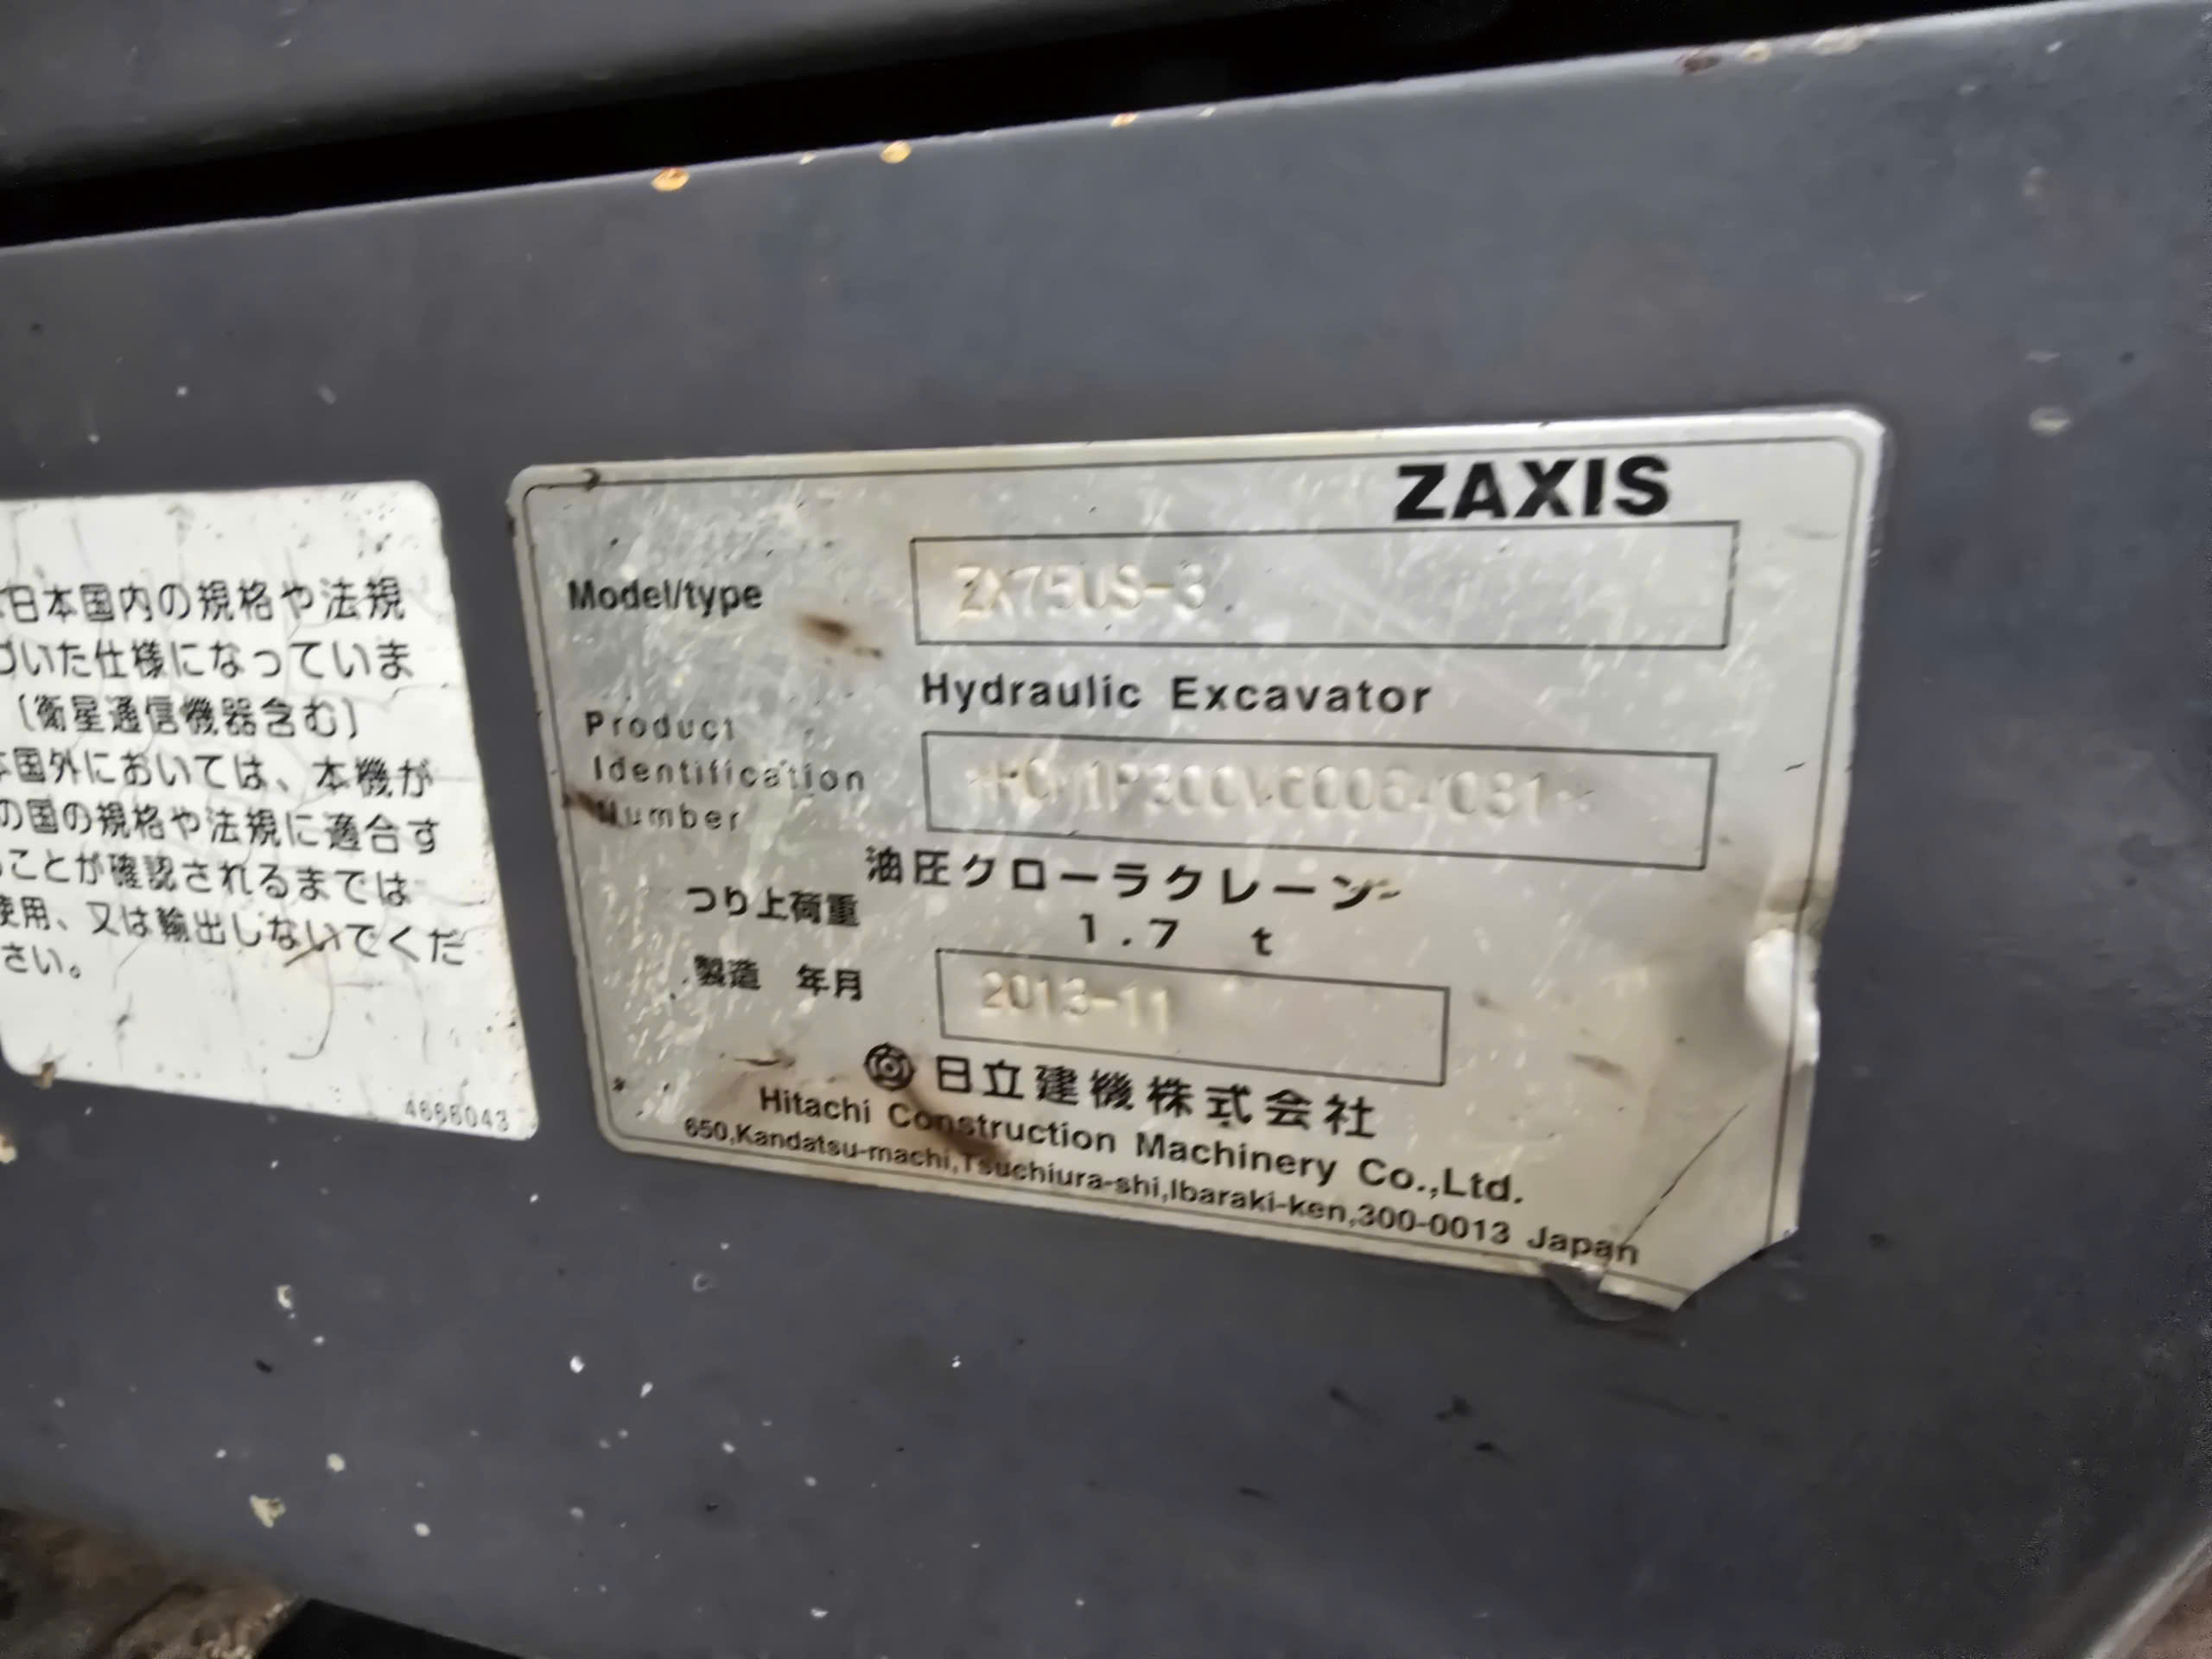 日本国内の規格や法規
づいた仕様になっていま
〔衛星通信機器含む〕
国外においては、本機が
の国の規格や法規に適合す
ことが確認されるまでは
使用、又は輸出しないでくだ
さい。
4666043
ZAXIS
Model/type ZX75US-3
Hydraulic Excavator
Product
Identification
Number
油圧クローラクレーン
つり上荷重 1.7 t
製造 年月 2013-11
日立建機株式会社
Hitachi Construction Machinery Co.,Ltd.
650,Kandatsu-machi,Tsuchiura-shi,Ibaraki-ken,300-0013 Japan